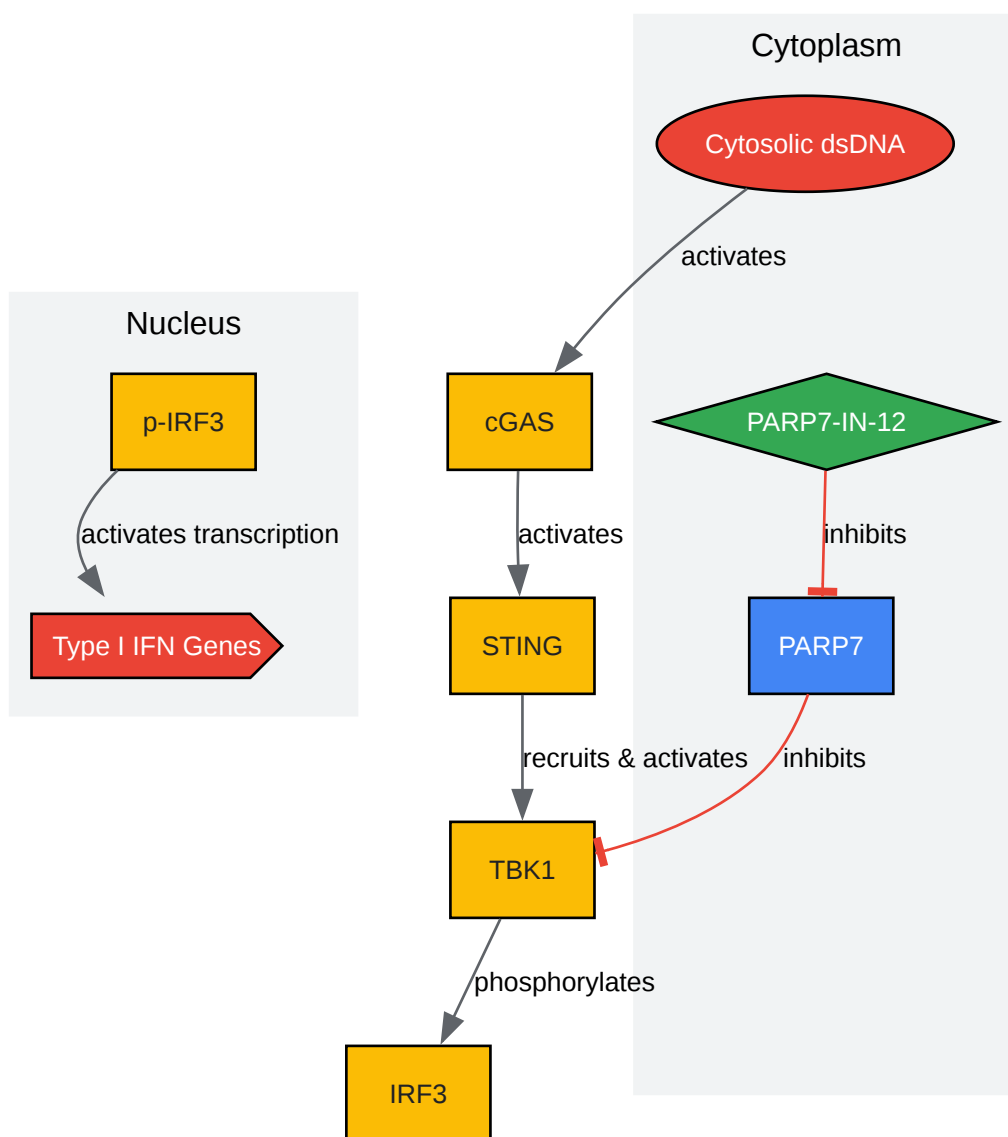 Cytoplasm
Cytosolic dsDNA
activates
Nucleus
p-IRF3
cGAS
PARP7-IN-12
activates transcription
activates
inhibits
Type I IFN Genes
STING
PARP7
recruits & activates
inhibits
TBK1
phosphorylates
IRF3